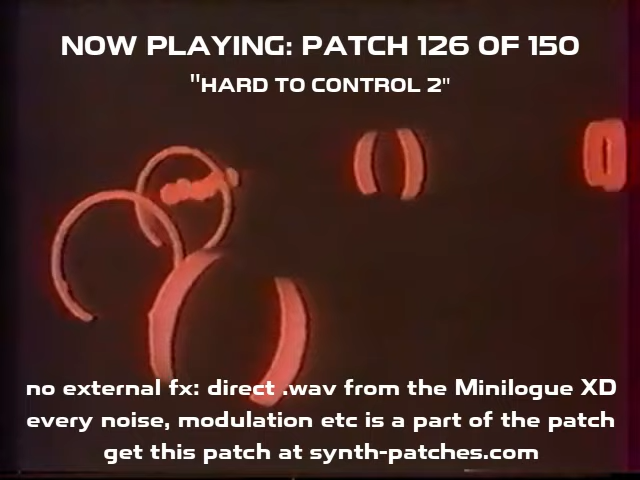 NOW PLAYING: PATCH 126 OF 150
"HARD TO CONTROL 2"
no external fx: direct .wav from the Minilogue XD
every noise, modulation etc is a part of the patch
get this patch at synth-patches.com